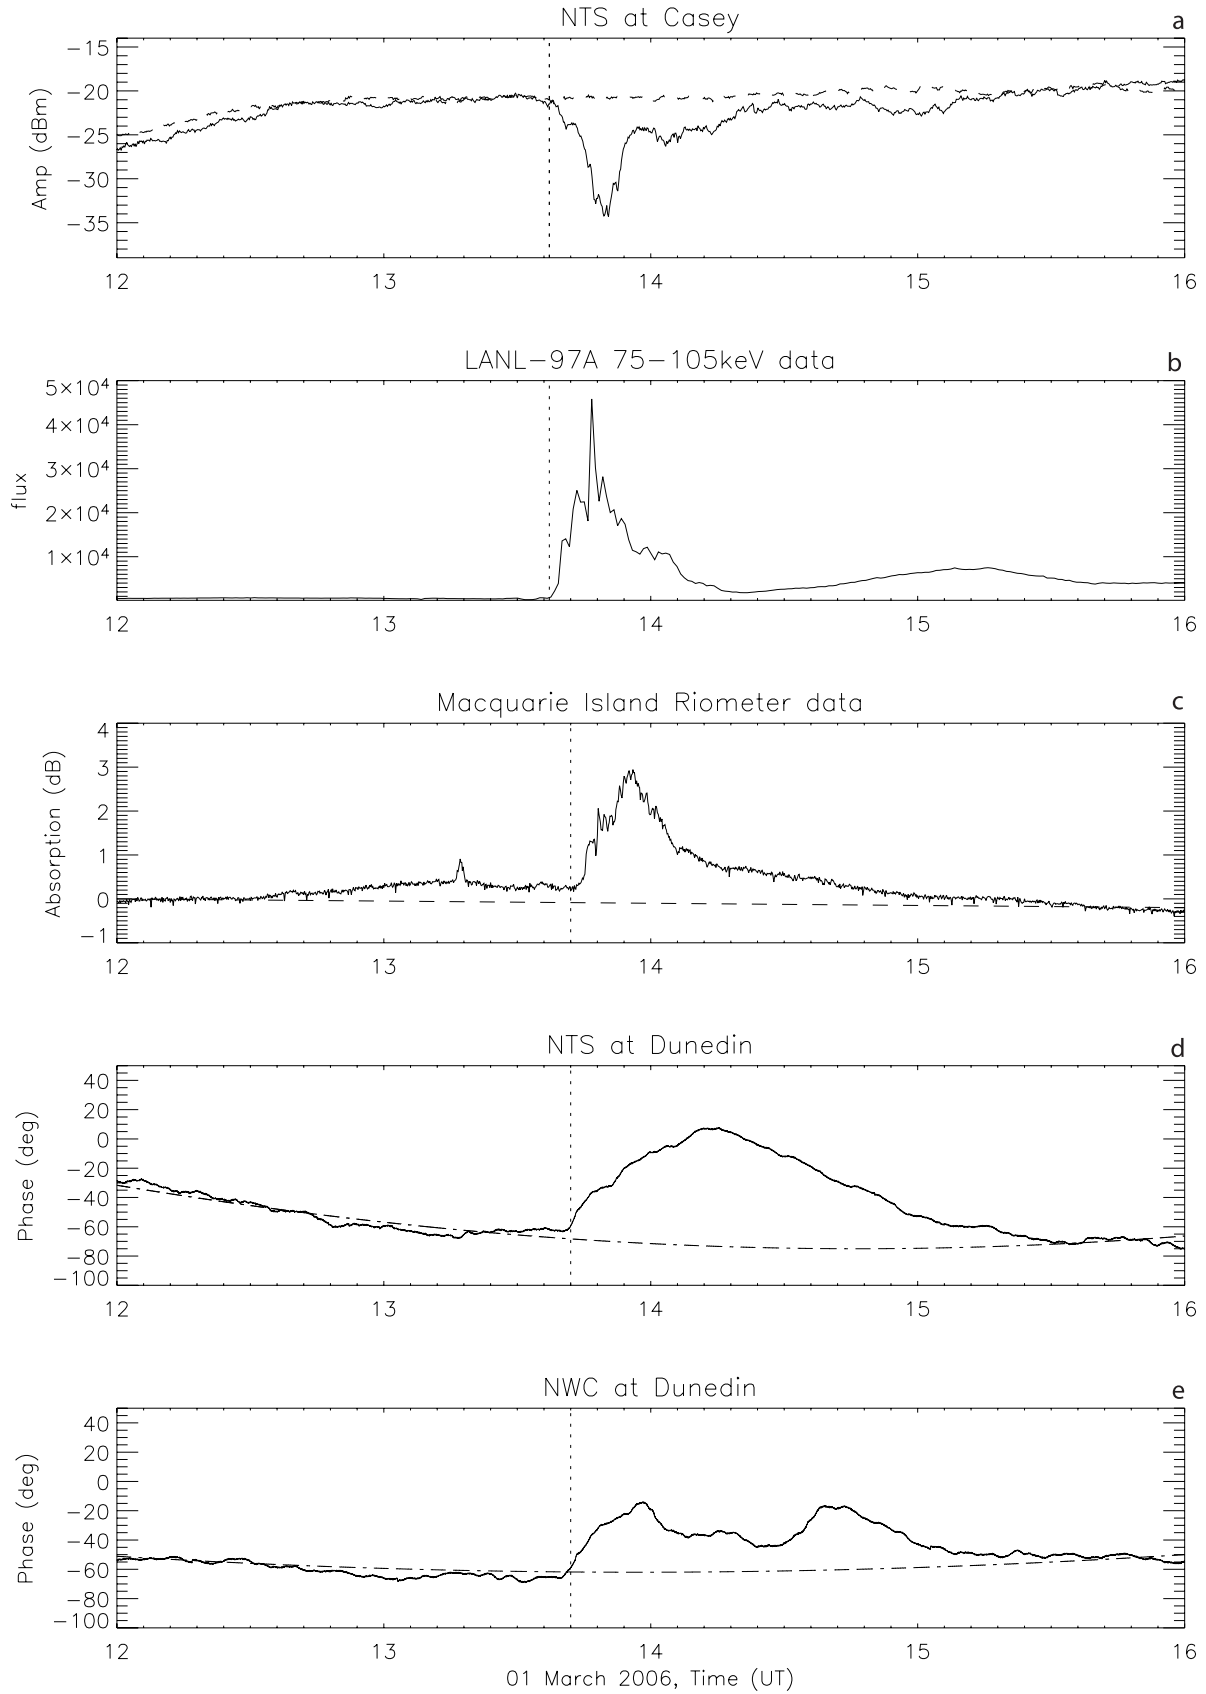 NTS at Casey
a
Amp (dBm)
−15
−20
−25
−30
−35
12 13 14 15 16
LANL−97A 75−105keV data
b
flux
5×10⁴
4×10⁴
3×10⁴
2×10⁴
1×10⁴
12 13 14 15 16
Macquarie Island Riometer data
c
Absorption (dB)
4
3
2
1
0
−1
12 13 14 15 16
NTS at Dunedin
d
Phase (deg)
40
20
0
−20
−40
−60
−80
−100
12 13 14 15 16
NWC at Dunedin
e
Phase (deg)
40
20
0
−20
−40
−60
−80
−100
12 13 14 15 16
01 March 2006, Time (UT)